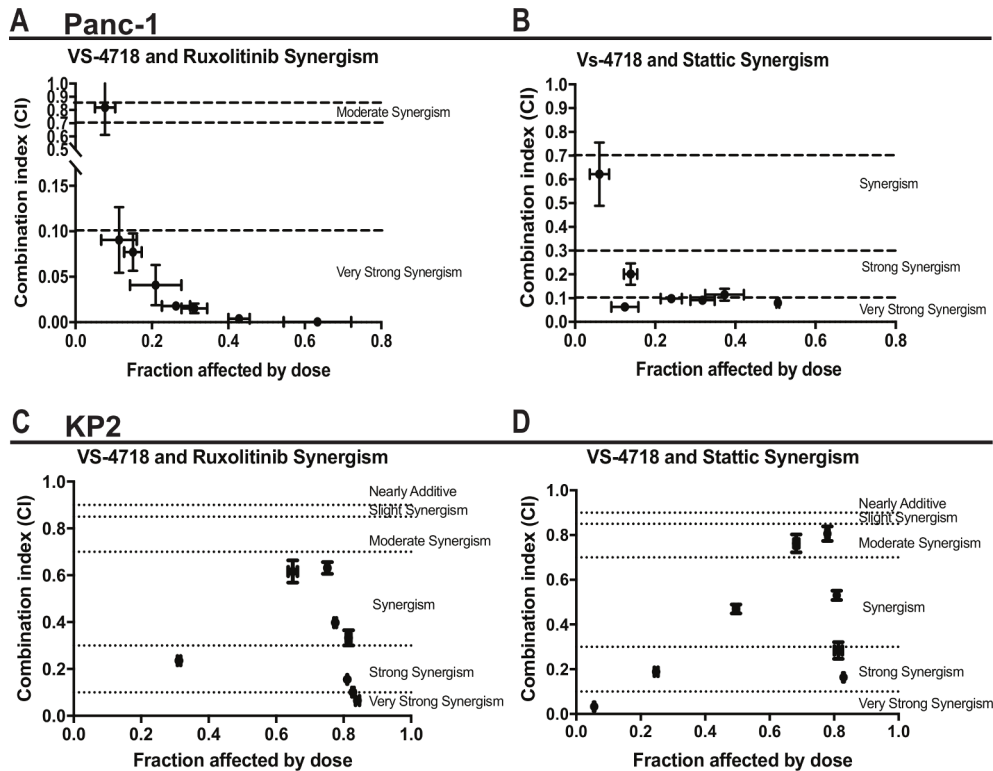 A Panc-1
VS-4718 and Ruxolitinib Synergism
Combination index (CI)
1.0
0.9
0.8
0.7
0.6
0.5
0.15
0.10
0.05
0.00
Moderate Synergism
Very Strong Synergism
0.0 0.2 0.4 0.6 0.8
Fraction affected by dose
B
Vs-4718 and Stattic Synergism
Combination index (CI)
1.0
0.9
0.8
0.7
0.6
0.5
0.4
0.3
0.2
0.1
0.0
Synergism
Strong Synergism
Very Strong Synergism
0.0 0.2 0.4 0.6 0.8
Fraction affected by dose
C KP2
VS-4718 and Ruxolitinib Synergism
Combination index (CI)
1.0
0.8
0.6
0.4
0.2
0.0
Nearly Additive
Slight Synergism
Moderate Synergism
Synergism
Strong Synergism
Very Strong Synergism
0.0 0.2 0.4 0.6 0.8 1.0
Fraction affected by dose
D
VS-4718 and Stattic Synergism
Combination index (CI)
1.0
0.8
0.6
0.4
0.2
0.0
Nearly Additive
Slight Synergism
Moderate Synergism
Synergism
Strong Synergism
Very Strong Synergism
0.0 0.2 0.4 0.6 0.8 1.0
Fraction affected by dose